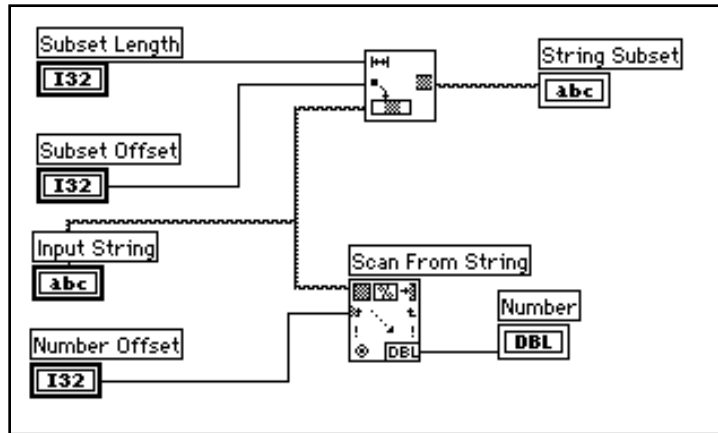 Subset Length
I32
String Subset
abc
Subset Offset
I32
Input String
abc
Scan From String
%
DBL
Number
DBL
Number Offset
I32